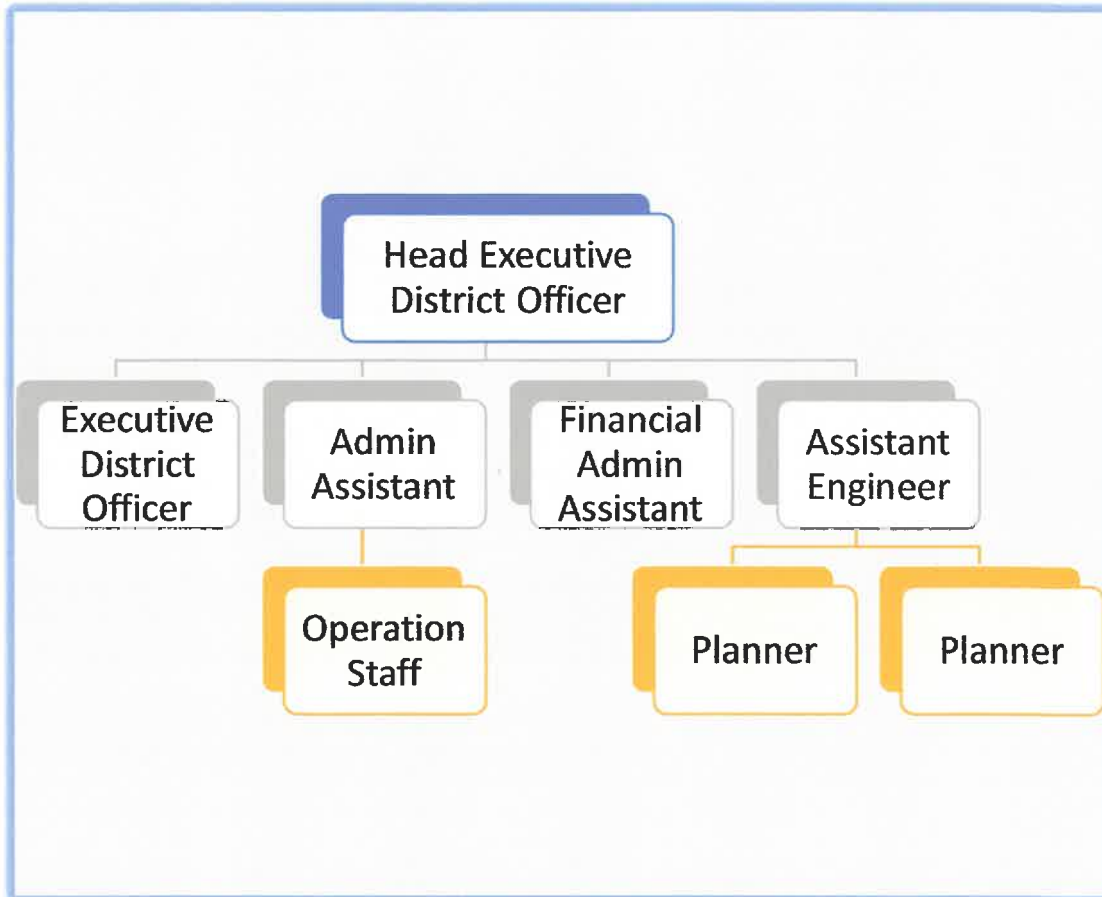 Head Executive
District Officer
Executive
District
Officer
Admin
Assistant
Financial
Admin
Assistant
Assistant
Engineer
Operation
Staff
Planner
Planner